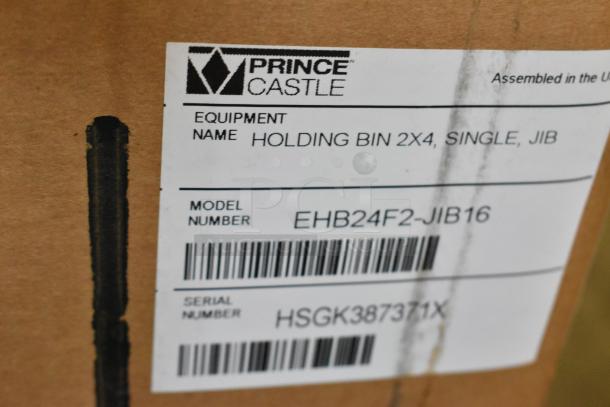 PRINCE
CASTLE
Assembled in the U
EQUIPMENT
NAME HOLDING BIN 2X4, SINGLE, JIB
MODEL
NUMBER EHB24F2-JIB16
SERIAL
NUMBER HSGK387371X
PCI